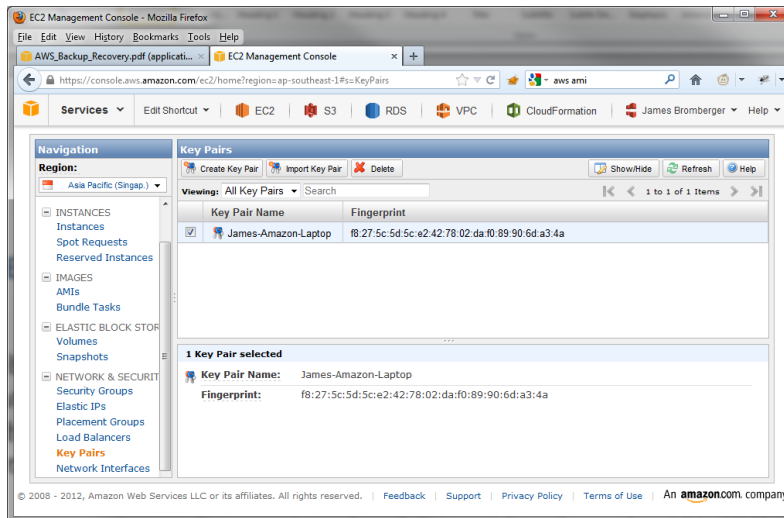 EC2 Management Console - Mozilla Firefox
File Edit View History Bookmarks Tools Help
AWS_Backup_Recovery.pdf (applicati... × EC2 Management Console × +
https://console.aws.amazon.com/ec2/home?region=ap-southeast-1#s=KeyPairs aws ami
Services Edit Shortcut EC2 S3 RDS VPC CloudFormation James Bromberger Help
Navigation
Region:
Asia Pacific (Singap.)
INSTANCES
Instances
Spot Requests
Reserved Instances
IMAGES
AMIs
Bundle Tasks
ELASTIC BLOCK STOR
Volumes
Snapshots
NETWORK & SECURIT
Security Groups
Elastic IPs
Placement Groups
Load Balancers
Key Pairs
Network Interfaces
Key Pairs
Create Key Pair Import Key Pair Delete Show/Hide Refresh Help
Viewing: All Key Pairs Search 1 to 1 of 1 Items
Key Pair Name Fingerprint
James-Amazon-Laptop f8:27:5c:5d:5c:e2:42:78:02:da:f0:89:90:6d:a3:4a
1 Key Pair selected
Key Pair Name: James-Amazon-Laptop
Fingerprint: f8:27:5c:5d:5c:e2:42:78:02:da:f0:89:90:6d:a3:4a
© 2008 - 2012, Amazon Web Services LLC or its affiliates. All rights reserved. | Feedback | Support | Privacy Policy | Terms of Use | An amazon.com. company